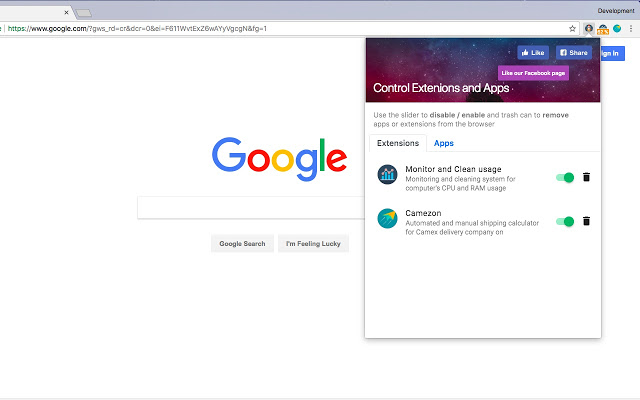 Development
https://www.google.com/?gws_rd=cr&dcr=0&ei=F611WvtExZ6wAYyVgcgN&fg=1
Like
Share
Sign in
Like our Facebook page
Control Extenions and Apps
Use the slider to disable / enable and trash can to remove
apps or extensions from the browser
Extensions
Apps
Google
Monitor and Clean usage
Monitoring and cleaning system for
computer's CPU and RAM usage
Camezon
Automated and manual shipping calculator
for Camex delivery company on
Google Search
I'm Feeling Lucky